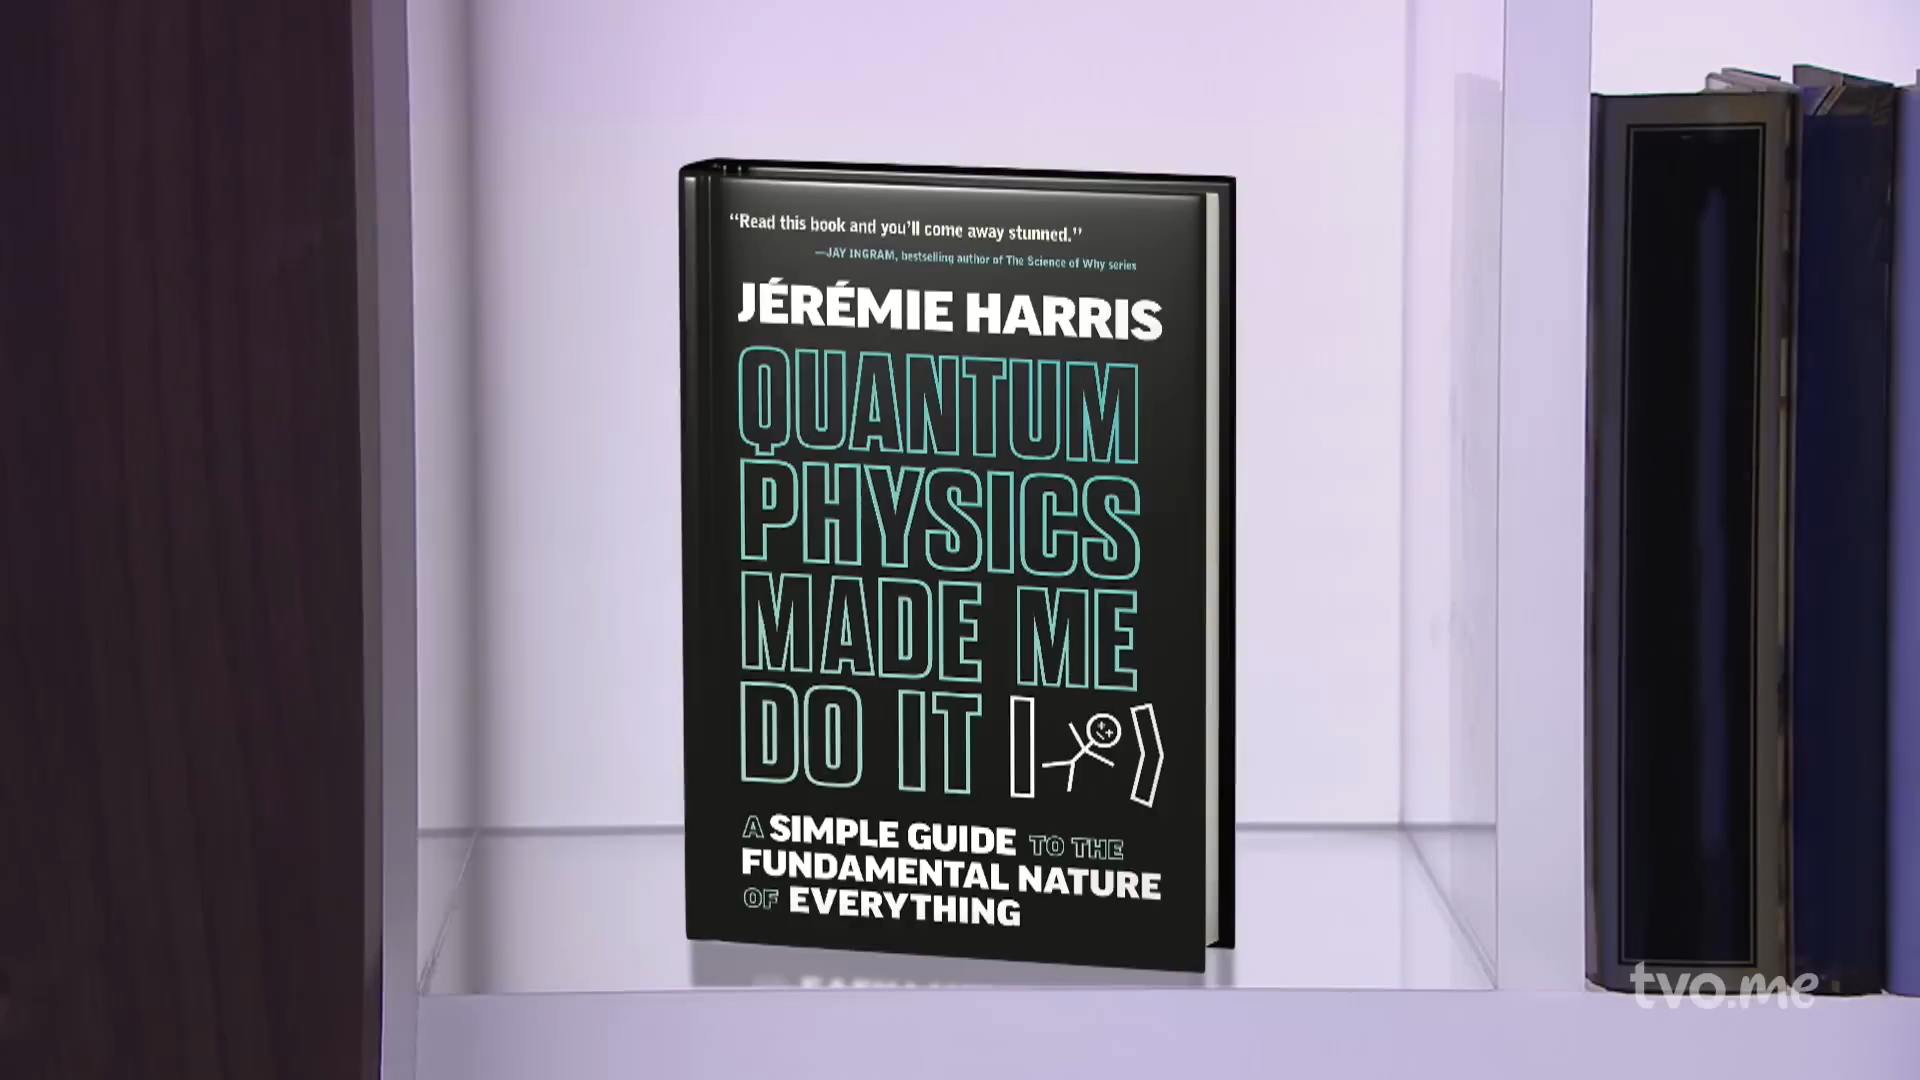 “Read this book and you’ll come away stunned.”
—JAY INGRAM, bestselling author of The Science of Why series
JÉRÉMIE HARRIS
QUANTUM
PHYSICS
MADE ME
DO IT
A SIMPLE GUIDE TO THE
FUNDAMENTAL NATURE
OF EVERYTHING
tvo.me